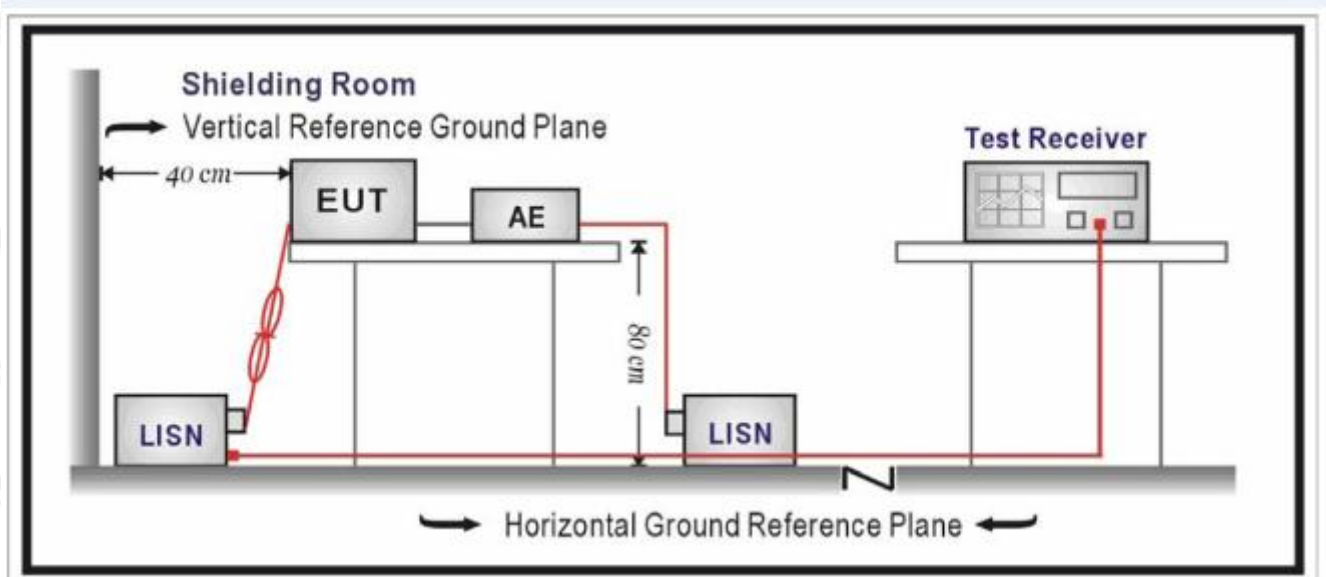 Shielding Room
Vertical Reference Ground Plane
Test Receiver
40 cm
EUT
AE
80 cm
LISN
LISN
Horizontal Ground Reference Plane